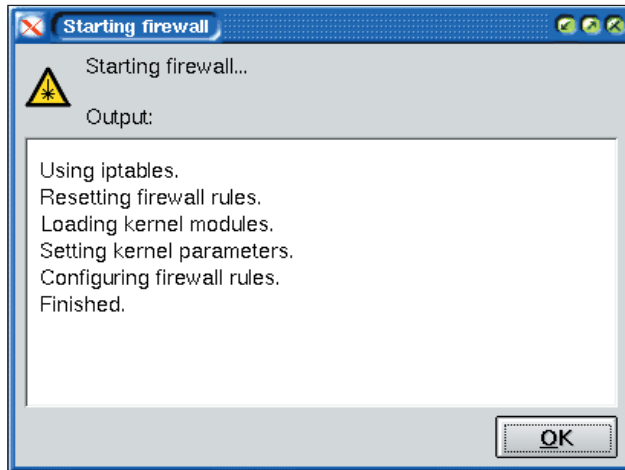 Starting firewall
Starting firewall...
Output:
Using iptables.
Resetting firewall rules.
Loading kernel modules.
Setting kernel parameters.
Configuring firewall rules.
Finished.
OK